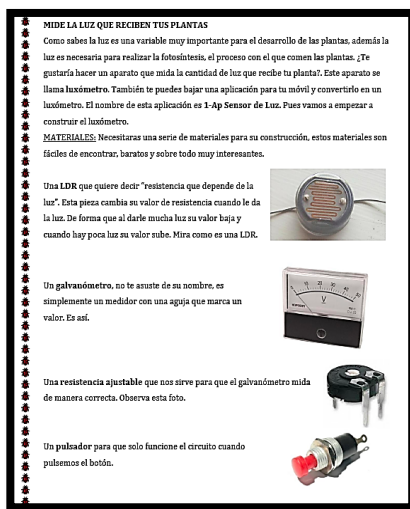 MIDE LA LUZ QUE RECIBEN TUS PLANTAS
Como sabes la luz es una variable muy importante para el desarrollo de las plantas, además la
luz es necesaria para realizar la fotosíntesis, el proceso con el que comen las plantas. ¿Te
gustaría hacer un aparato que mida la cantidad de luz que recibe tu planta?. Este aparato se
llama luxómetro. También te puedes bajar una aplicación para tu móvil y convertirlo en un
luxómetro. El nombre de esta aplicación es 1-Ap Sensor de Luz. Pues vamos a empezar a
construir el luxómetro.
MATERIALES: Necesitaras una serie de materiales para su construcción, estos materiales son
fáciles de encontrar, baratos y sobre todo muy interesantes.
Una LDR que quiere decir "resistencia que depende de la
luz". Esta pieza cambia su valor de resistencia cuando le da
la luz. De forma que al darle mucha luz su valor baja y
cuando hay poca luz su valor sube. Mira como es una LDR.
Un galvanómetro, no te asuste de su nombre, es
simplemente un medidor con una aguja que marca un
valor. Es así.
V
Una resistencia ajustable que nos sirve para que el galvanómetro mida
de manera correcta. Observa esta foto.
Un pulsador para que solo funcione el circuito cuando
pulsemos el botón.